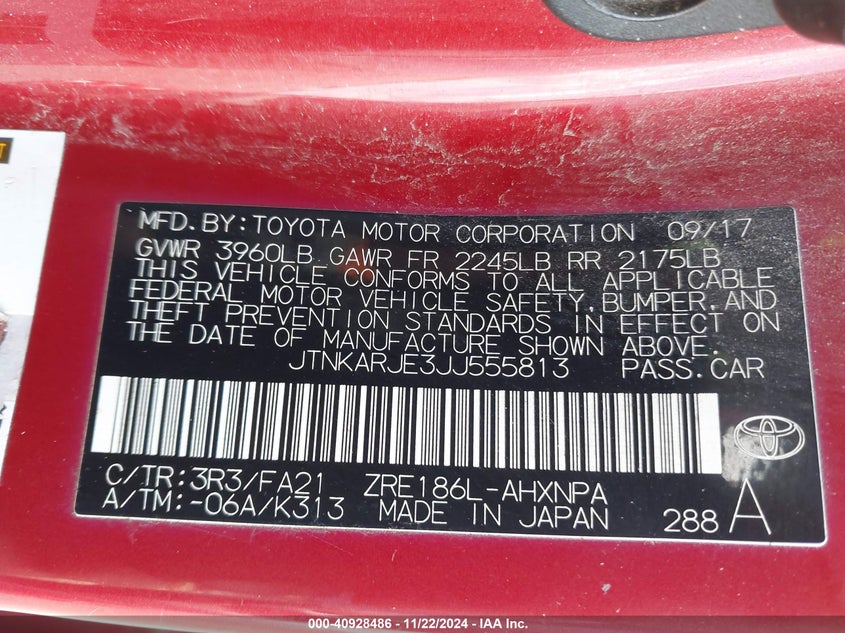 MFD.BY:TOYOTA MOTOR CORPORATION 09/17
GVWR 3960LB GAWR FR 2245LB RR 2175LB
THIS VEHICLE CONFORMS TO ALL APPLICABLE
FEDERAL MOTOR VEHICLE SAFETY,BUMPER,AND
THEFT PREVENTION STANDARDS IN EFFECT ON
THE DATE OF MANUFACTURE SHOWN ABOVE.
JTNKARJE3JJ555813 PASS.CAR
C/TR:3R3/FA21 ZRE186L-AHXNPA
A/TM:-06A/K313 MADE IN JAPAN 288 A
000-40928486 - 11/22/2024 - IAA Inc.